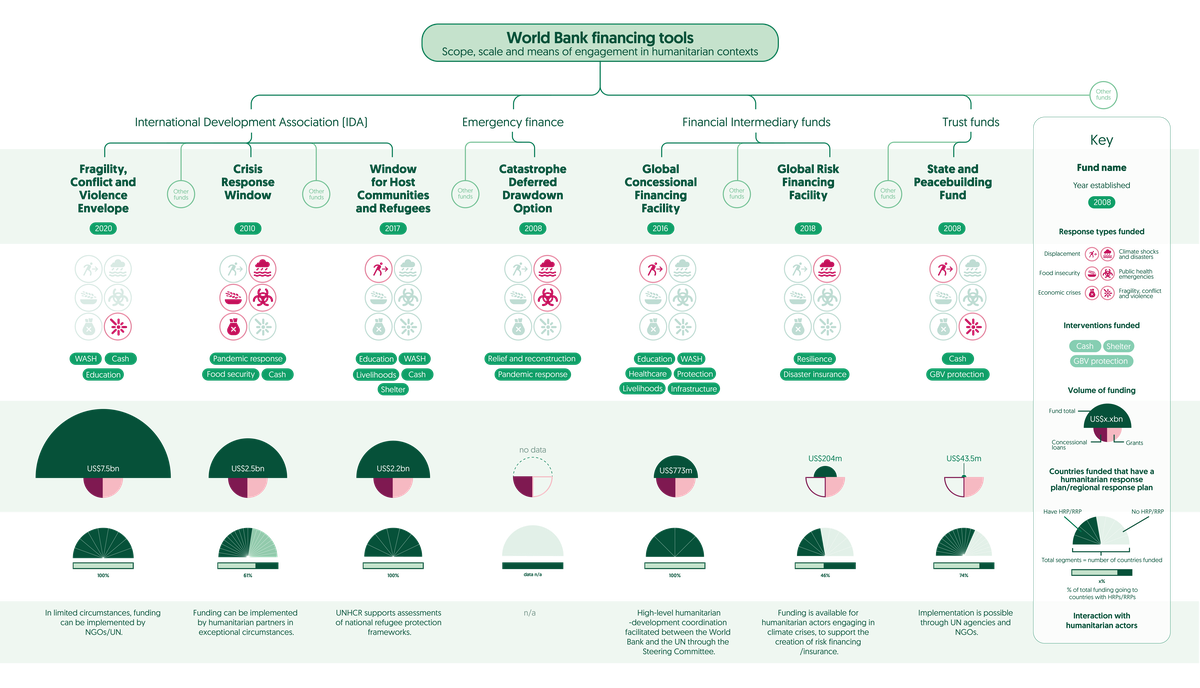 World Bank financing tools
Scope, scale and means of engagement in humanitarian contexts
Other
funds
International Development Association (IDA)
Emergency finance
Financial Intermediary funds
Trust funds
Fragility,
Conflict and
Violence
Envelope
2020
Other
funds
Crisis
Response
Window
2010
Other
funds
Window
for Host
Communities
and Refugees
2017
Other
funds
Catastrophe
Deferred
Drawdown
Option
2008
Global
Concessional
Financing
Facility
2016
Other
funds
Global Risk
Financing
Facility
2018
Other
funds
State and
Peacebuilding
Fund
2008
WASH Cash
Education
Pandemic response
Food security Cash
Education WASH
Livelihoods Cash
Shelter
Relief and reconstruction
Pandemic response
Education WASH
Healthcare Protection
Livelihoods Infrastructure
Resilience
Disaster insurance
Cash
GBV protection
US$7.5bn
US$2.5bn
US$2.2bn
no data
US$773m
US$204m
US$43.5m
100%
61%
100%
data n/a
100%
46%
74%
In limited circumstances, funding
can be implemented by
NGOs/UN.
Funding can be implemented
by humanitarian partners in
exceptional circumstances.
UNHCR supports assessments
of national refugee protection
frameworks.
n/a
High-level humanitarian
-development coordination
facilitated between the World
Bank and the UN through the
Steering Committee.
Funding is available for
humanitarian actors engaging in
climate crises, to support the
creation of risk financing
/insurance.
Implementation is possible
through UN agencies and
NGOs.
Key
Fund name
Year established
2008
Response types funded
Displacement
Climate shocks
and disasters
Food insecurity
Public health
emergencies
Economic crises
Fragility, conflict
and violence
Interventions funded
Cash Shelter
GBV protection
Volume of funding
Fund total
US$x.xbn
Concessional
loans
Grants
Countries funded that have a
humanitarian response
plan/regional response plan
Have HRP/RRP
No HRP/RRP
Total segments = number of countries funded
x%
% of total funding going to
countries with HRPs/RRPs
Interaction with
humanitarian actors